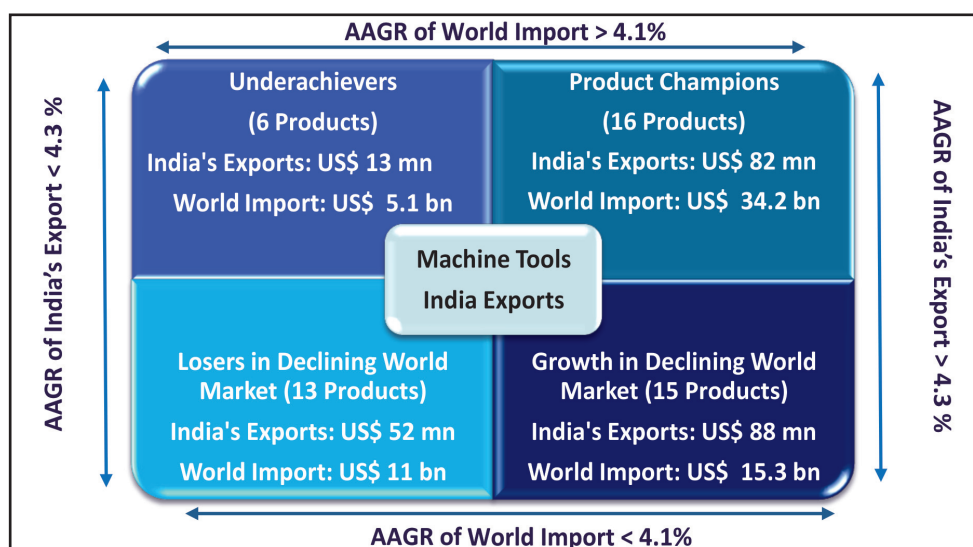 AAGR of World Import > 4.1%
AAGR of India's Export < 4.3 %
Underachievers
(6 Products)
India's Exports: US$ 13 mn
World Import: US$ 5.1 bn
Product Champions
(16 Products)
India's Exports: US$ 82 mn
World Import: US$ 34.2 bn
AAGR of India's Export > 4.3 %
Machine Tools
India Exports
Losers in Declining World
Market (13 Products)
India's Exports: US$ 52 mn
World Import: US$ 11 bn
Growth in Declining World
Market (15 Products)
India's Exports: US$ 88 mn
World Import: US$ 15.3 bn
AAGR of World Import < 4.1%